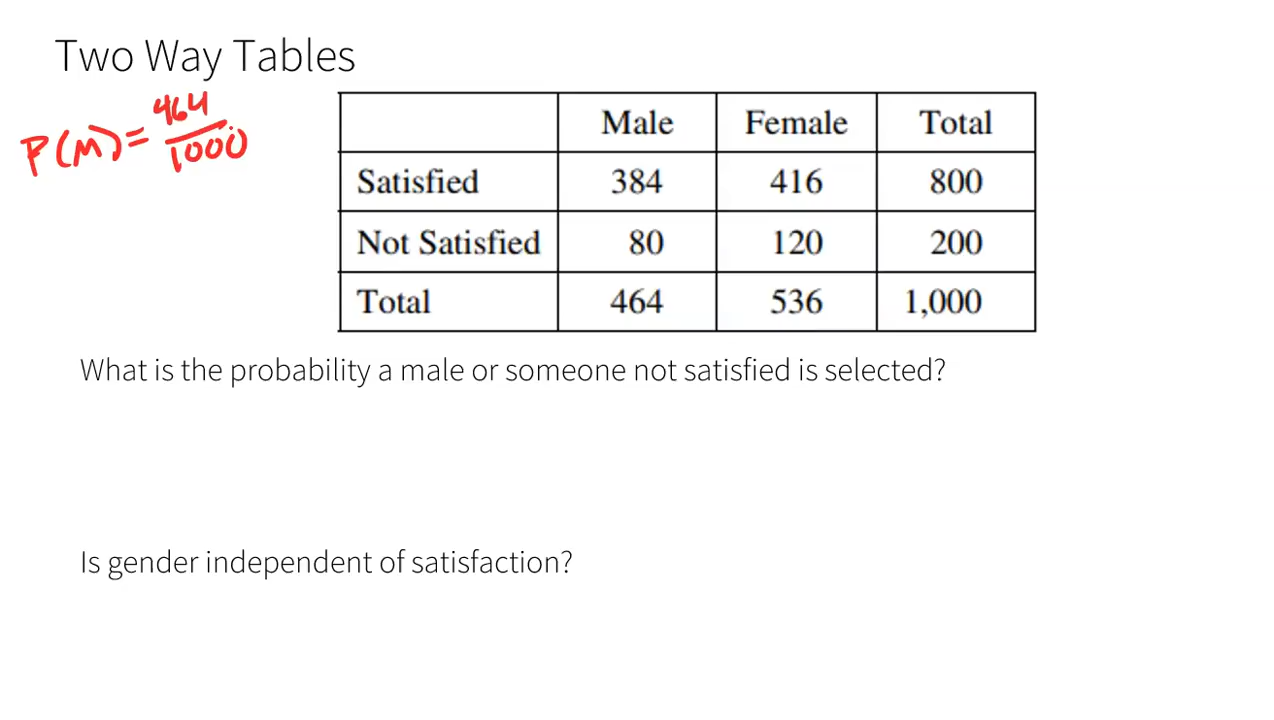 Two Way Tables
P(M) = 464/1000
Male Female Total
Satisfied 384 416 800
Not Satisfied 80 120 200
Total 464 536 1,000
What is the probability a male or someone not satisfied is selected?
Is gender independent of satisfaction?